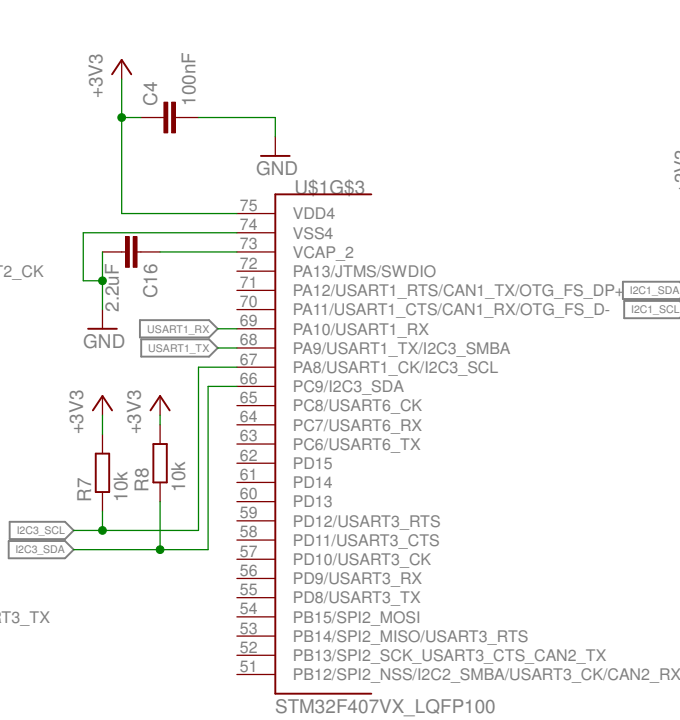 +3V3
C4
100nF
GND
U$1G$3
75 VDD4
74 VSS4
73 VCAP_2
72 PA13/JTMS/SWDIO
T2_CK
71 PA12/USART1_RTS/CAN1_TX/OTG_FS_DP+
I2C1_SDA
70 PA11/USART1_CTS/CAN1_RX/OTG_FS_D-
I2C1_SCL
2.2uF
C16
GND
USART1_RX
69 PA10/USART1_RX
USART1_TX
68 PA9/USART1_TX/I2C3_SMBA
67 PA8/USART1_CK/I2C3_SCL
66 PC9/I2C3_SDA
65 PC8/USART6_CK
64 PC7/USART6_RX
63 PC6/USART6_TX
62 PD15
61 PD14
60 PD13
+3V3
+3V3
R7
10k
R8
10k
I2C3_SCL
I2C3_SDA
59 PD12/USART3_RTS
58 PD11/USART3_CTS
57 PD10/USART3_CK
56 PD9/USART3_RX
55 PD8/USART3_TX
54 PB15/SPI2_MOSI
T3_TX
53 PB14/SPI2_MISO/USART3_RTS
52 PB13/SPI2_SCK_USART3_CTS_CAN2_TX
51 PB12/SPI2_NSS/I2C2_SMBA/USART3_CK/CAN2_RX
STM32F407VX_LQFP100